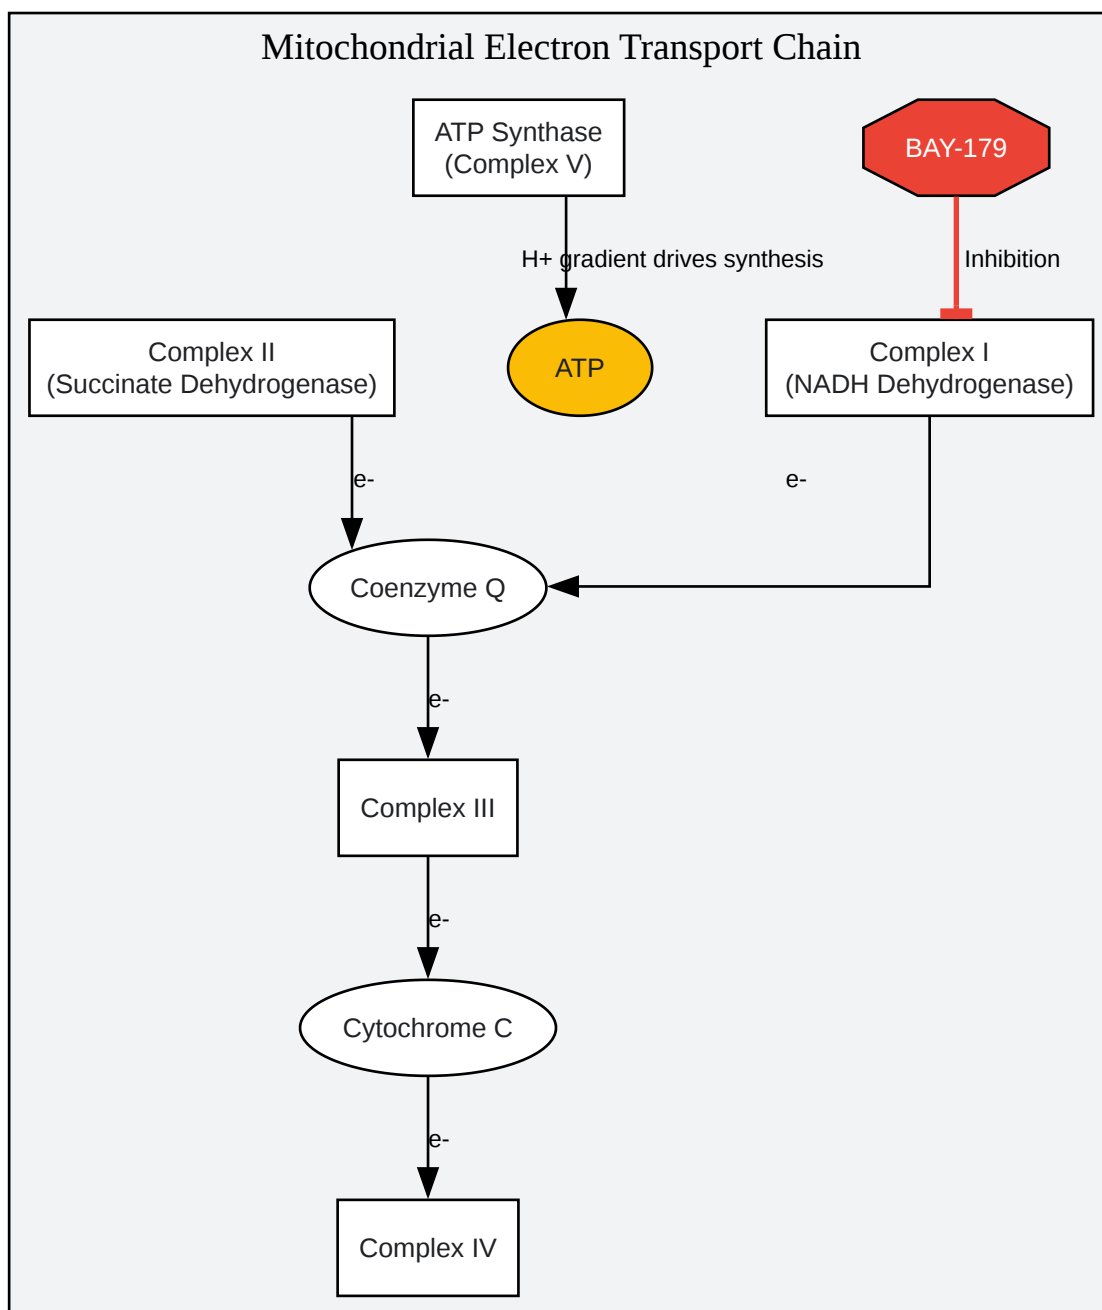 Mitochondrial Electron Transport Chain
ATP Synthase
(Complex V)
BAY-179
H+ gradient drives synthesis
Inhibition
Complex II
(Succinate Dehydrogenase)
ATP
Complex I
(NADH Dehydrogenase)
e-
e-
Coenzyme Q
e-
Complex III
e-
Cytochrome C
e-
Complex IV